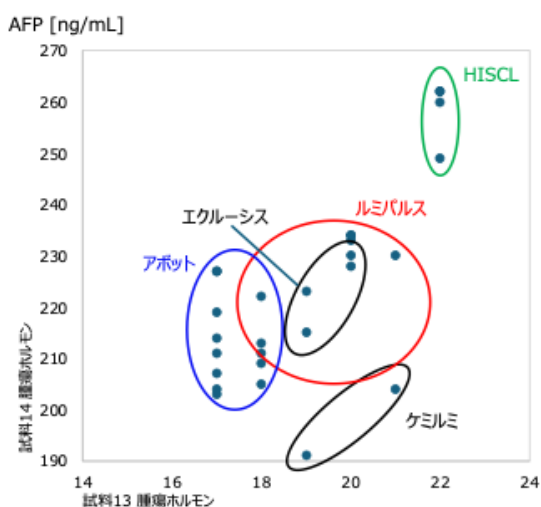 AFP [ng/mL]
270
260
250
240
230
220
210
200
190
試料14 腫瘍ホルモン
HISCL
ルミパルス
エクルーシス
アボット
ケミルミ
14
16
18
20
22
24
試料13 腫瘍ホルモン